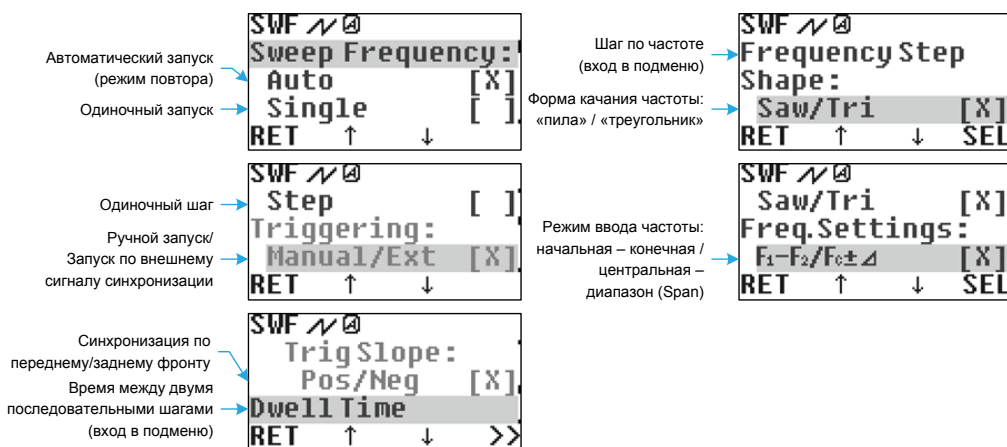 SWF
Sweep Frequency:
Auto [X]
Single [ ]
RET ↑ ↓
Автоматический запуск
(режим повтора)
Одиночный запуск
SWF
Step [ ]
Triggering:
Manual/Ext [X]
RET ↑ ↓
Одиночный шаг
Ручной запуск/
Запуск по внешнему
сигналу синхронизации
SWF
Trig Slope:
Pos/Neg [X]
Dwell Time
RET ↑ ↓ >>
Синхронизация по
переднему/заднему фронту
Время между двумя
последовательными шагами
(вход в подменю)
SWF
Frequency Step
Shape:
Saw/Tri [X]
RET ↑ ↓ SEL
Шаг по частоте
(вход в подменю)
Форма качания частоты:
«пила» / «треугольник»
SWF
Saw/Tri [X]
Freq.Settings:
F₁–F₂/Fc±⊿ [X]
RET ↑ ↓ SEL
Режим ввода частоты:
начальная – конечная /
центральная –
диапазон (Span)